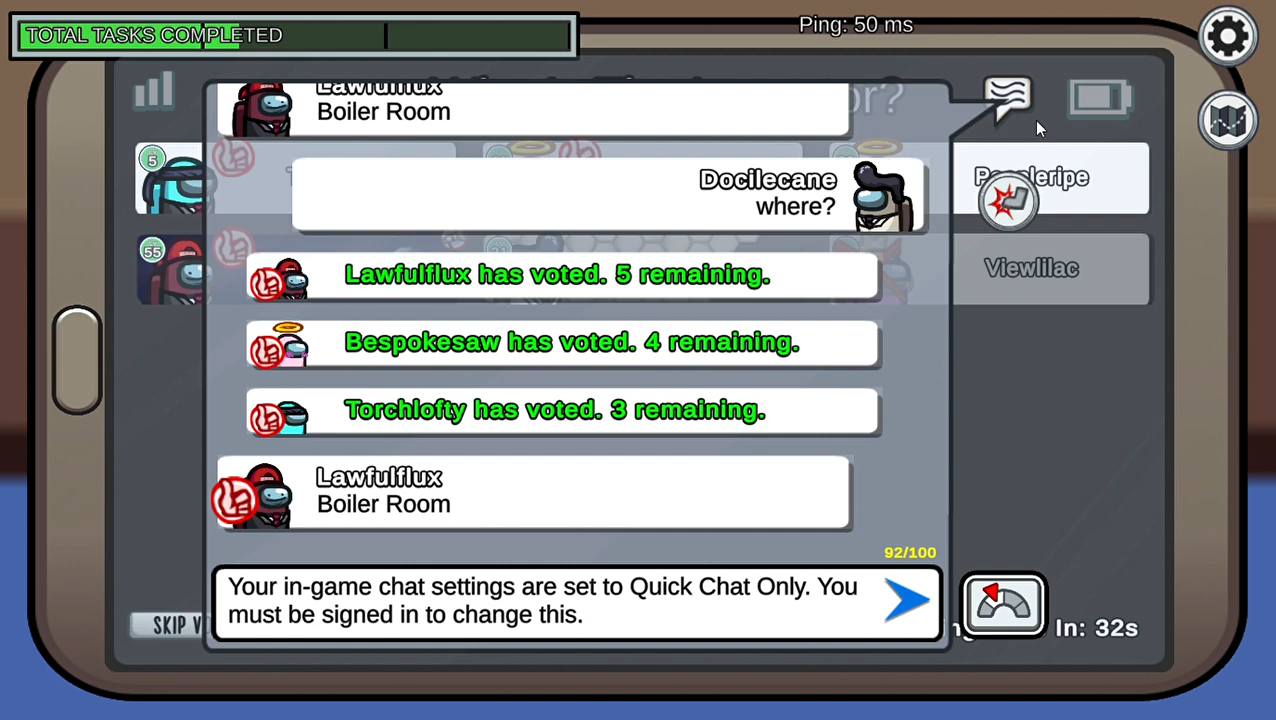 TOTAL TASKS COMPLETED
Ping: 50 ms
Lawfulflux
Boiler Room
or?
Docilecane
where?
5
Lawfulflux has voted. 5 remaining.
55
Viewlilac
Bespokesaw has voted. 4 remaining.
Torchlofty has voted. 3 remaining.
Lawfulflux
Boiler Room
92/100
Your in-game chat settings are set to Quick Chat Only. You
must be signed in to change this.
SKIP V
In: 32s